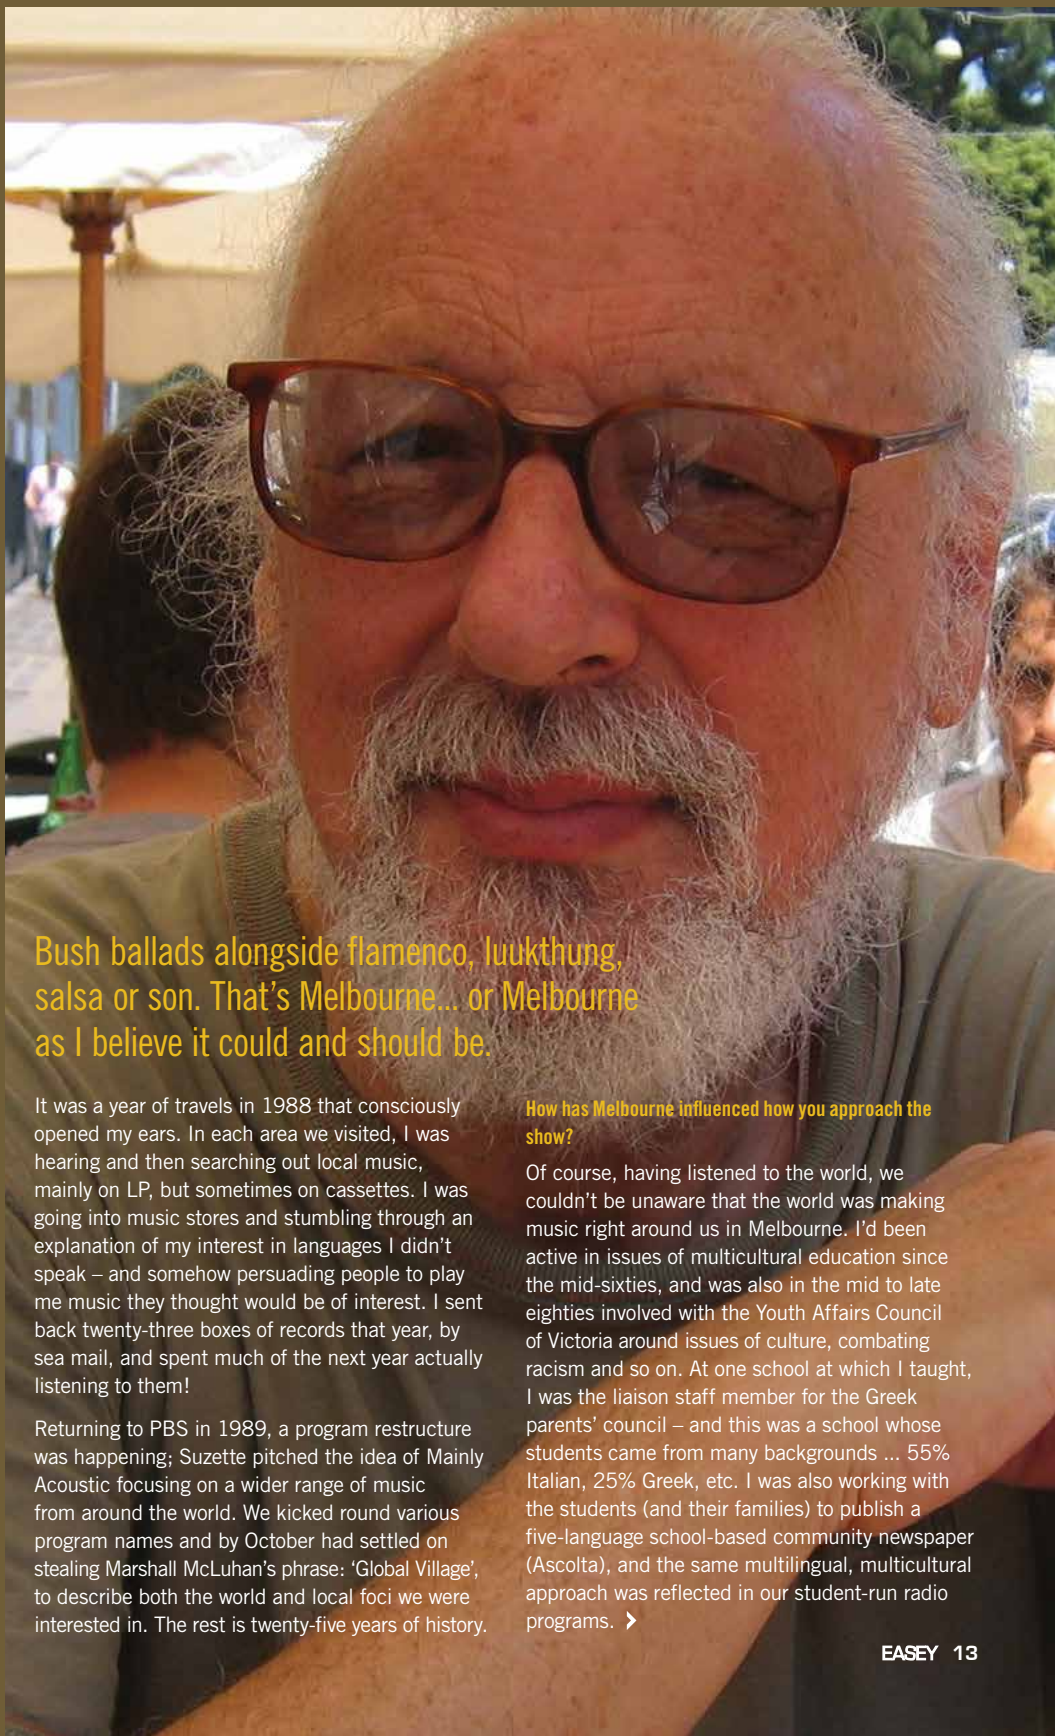 Bush ballads alongside flamenco, luukthung,
salsa or son. That's Melbourne... or Melbourne
as I believe it could and should be.
It was a year of travels in 1988 that consciously
opened my ears. In each area we visited, I was
hearing and then searching out local music,
mainly on LP, but sometimes on cassettes. I was
going into music stores and stumbling through an
explanation of my interest in languages I didn't
speak – and somehow persuading people to play
me music they thought would be of interest. I sent
back twenty-three boxes of records that year, by
sea mail, and spent much of the next year actually
listening to them!
Returning to PBS in 1989, a program restructure
was happening; Suzette pitched the idea of Mainly
Acoustic focusing on a wider range of music
from around the world. We kicked round various
program names and by October had settled on
stealing Marshall McLuhan's phrase: ‘Global Village’,
to describe both the world and local foci we were
interested in. The rest is twenty-five years of history.
How has Melbourne influenced how you approach the
show?
Of course, having listened to the world, we
couldn't be unaware that the world was making
music right around us in Melbourne. I'd been
active in issues of multicultural education since
the mid-sixties, and was also in the mid to late
eighties involved with the Youth Affairs Council
of Victoria around issues of culture, combating
racism and so on. At one school at which I taught,
I was the liaison staff member for the Greek
parents' council – and this was a school whose
students came from many backgrounds ... 55%
Italian, 25% Greek, etc. I was also working with
the students (and their families) to publish a
five-language school-based community newspaper
(Ascolta), and the same multilingual, multicultural
approach was reflected in our student-run radio
programs.
EASEY 13